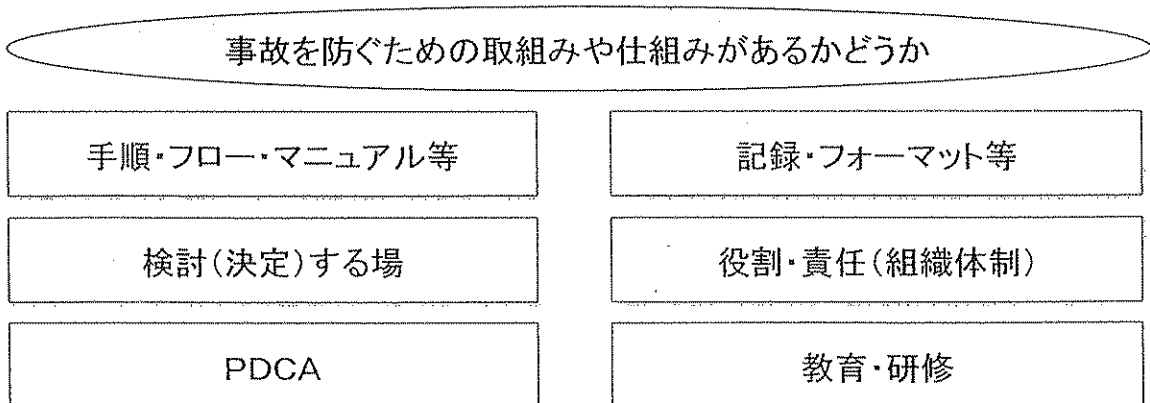 事故を防ぐための取組みや仕組みがあるかどうか
手順・フロー・マニュアル等
記録・フォーマット等
検討(決定)する場
役割・責任(組織体制)
PDCA
教育・研修